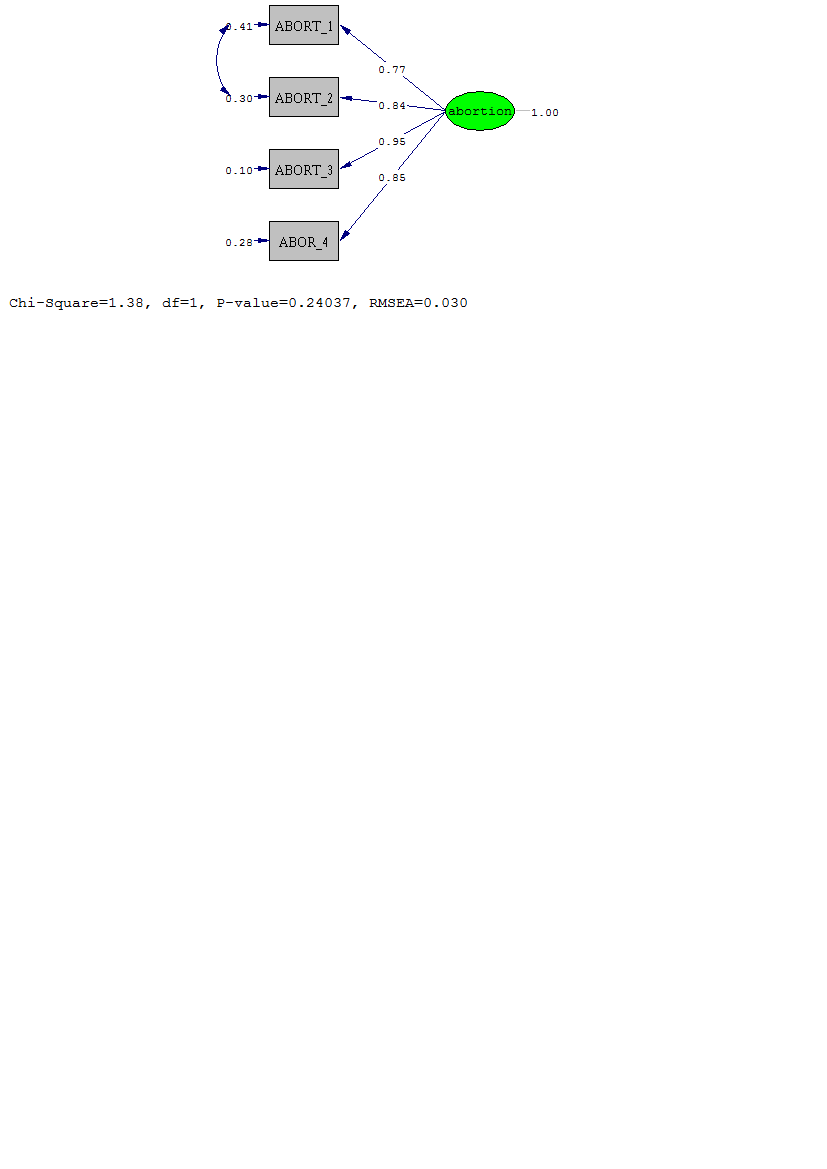 0.41 ABORT_1
0.77
0.30 ABORT_2
0.84
abortion 1.00
0.95
0.10 ABORT_3
0.85
0.28 ABOR_4
Chi-Square=1.38, df=1, P-value=0.24037, RMSEA=0.030